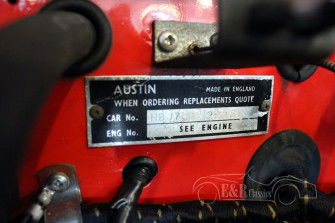 AUSTIN
MADE IN ENGLAND
WHEN ORDERING REPLACEMENTS QUOTE
CAR No.
ENG No. SEE ENGINE
E&R
Classics